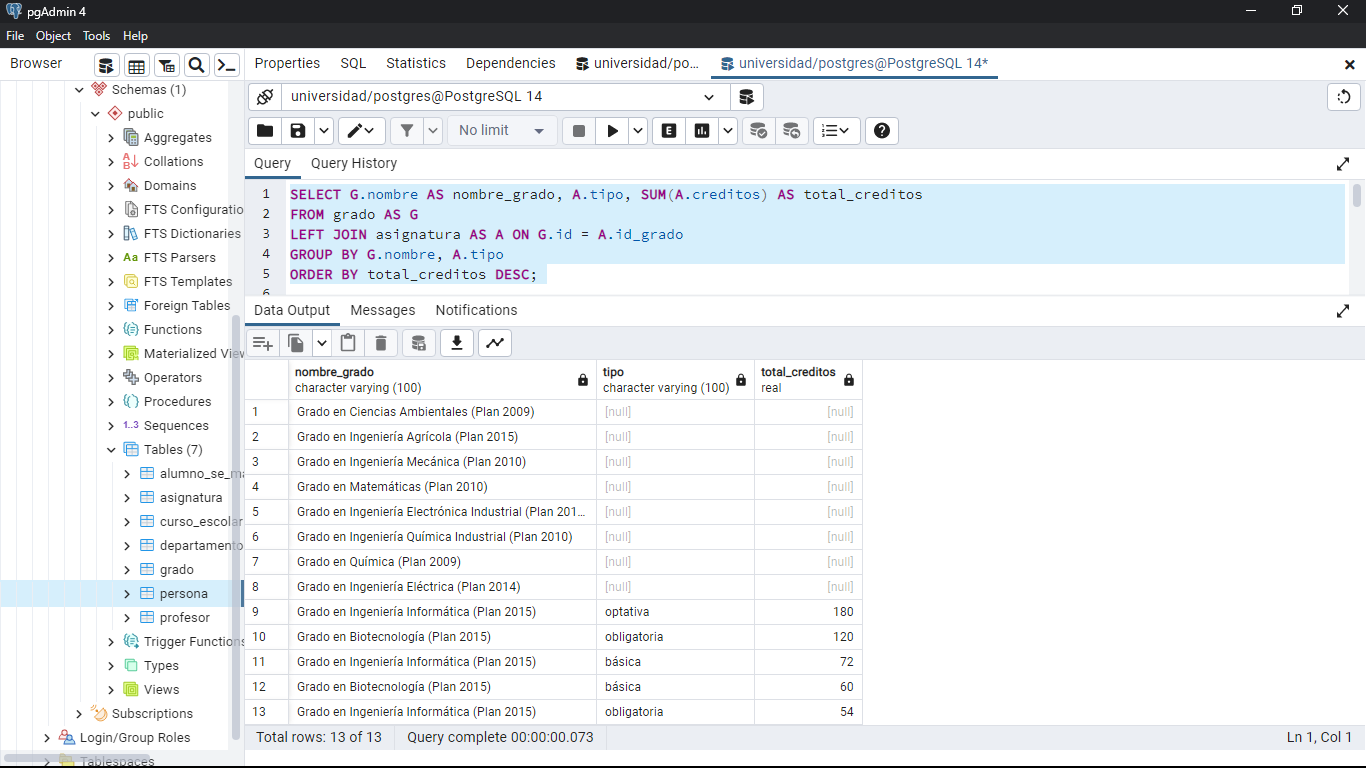 pgAdmin 4
File Object Tools Help
Browser
Properties SQL Statistics Dependencies universidad/po... universidad/postgres@PostgreSQL 14*
Schemas (1)
public
Aggregates
Collations
Domains
FTS Configuratio
FTS Dictionaries
FTS Parsers
FTS Templates
Foreign Tables
Functions
Materialized View
Operators
Procedures
1..3 Sequences
Tables (7)
alumno_se_ma
asignatura
curso_escolar
departamento
grado
persona
profesor
Trigger Functions
Types
Views
Subscriptions
Login/Group Roles
Tablespaces
universidad/postgres@PostgreSQL 14
No limit
E
Query Query History
1 SELECT G.nombre AS nombre_grado, A.tipo, SUM(A.creditos) AS total_creditos
2 FROM grado AS G
3 LEFT JOIN asignatura AS A ON G.id = A.id_grado
4 GROUP BY G.nombre, A.tipo
5 ORDER BY total_creditos DESC;
6
Data Output Messages Notifications
nombre_grado tipo total_creditos
character varying (100) character varying (100) real
1 Grado en Ciencias Ambientales (Plan 2009) [null] [null]
2 Grado en Ingeniería Agrícola (Plan 2015) [null] [null]
3 Grado en Ingeniería Mecánica (Plan 2010) [null] [null]
4 Grado en Matemáticas (Plan 2010) [null] [null]
5 Grado en Ingeniería Electrónica Industrial (Plan 201... [null] [null]
6 Grado en Ingeniería Química Industrial (Plan 2010) [null] [null]
7 Grado en Química (Plan 2009) [null] [null]
8 Grado en Ingeniería Eléctrica (Plan 2014) [null] [null]
9 Grado en Ingeniería Informática (Plan 2015) optativa 180
10 Grado en Biotecnología (Plan 2015) obligatoria 120
11 Grado en Ingeniería Informática (Plan 2015) básica 72
12 Grado en Biotecnología (Plan 2015) básica 60
13 Grado en Ingeniería Informática (Plan 2015) obligatoria 54
Total rows: 13 of 13 Query complete 00:00:00.073 Ln 1, Col 1